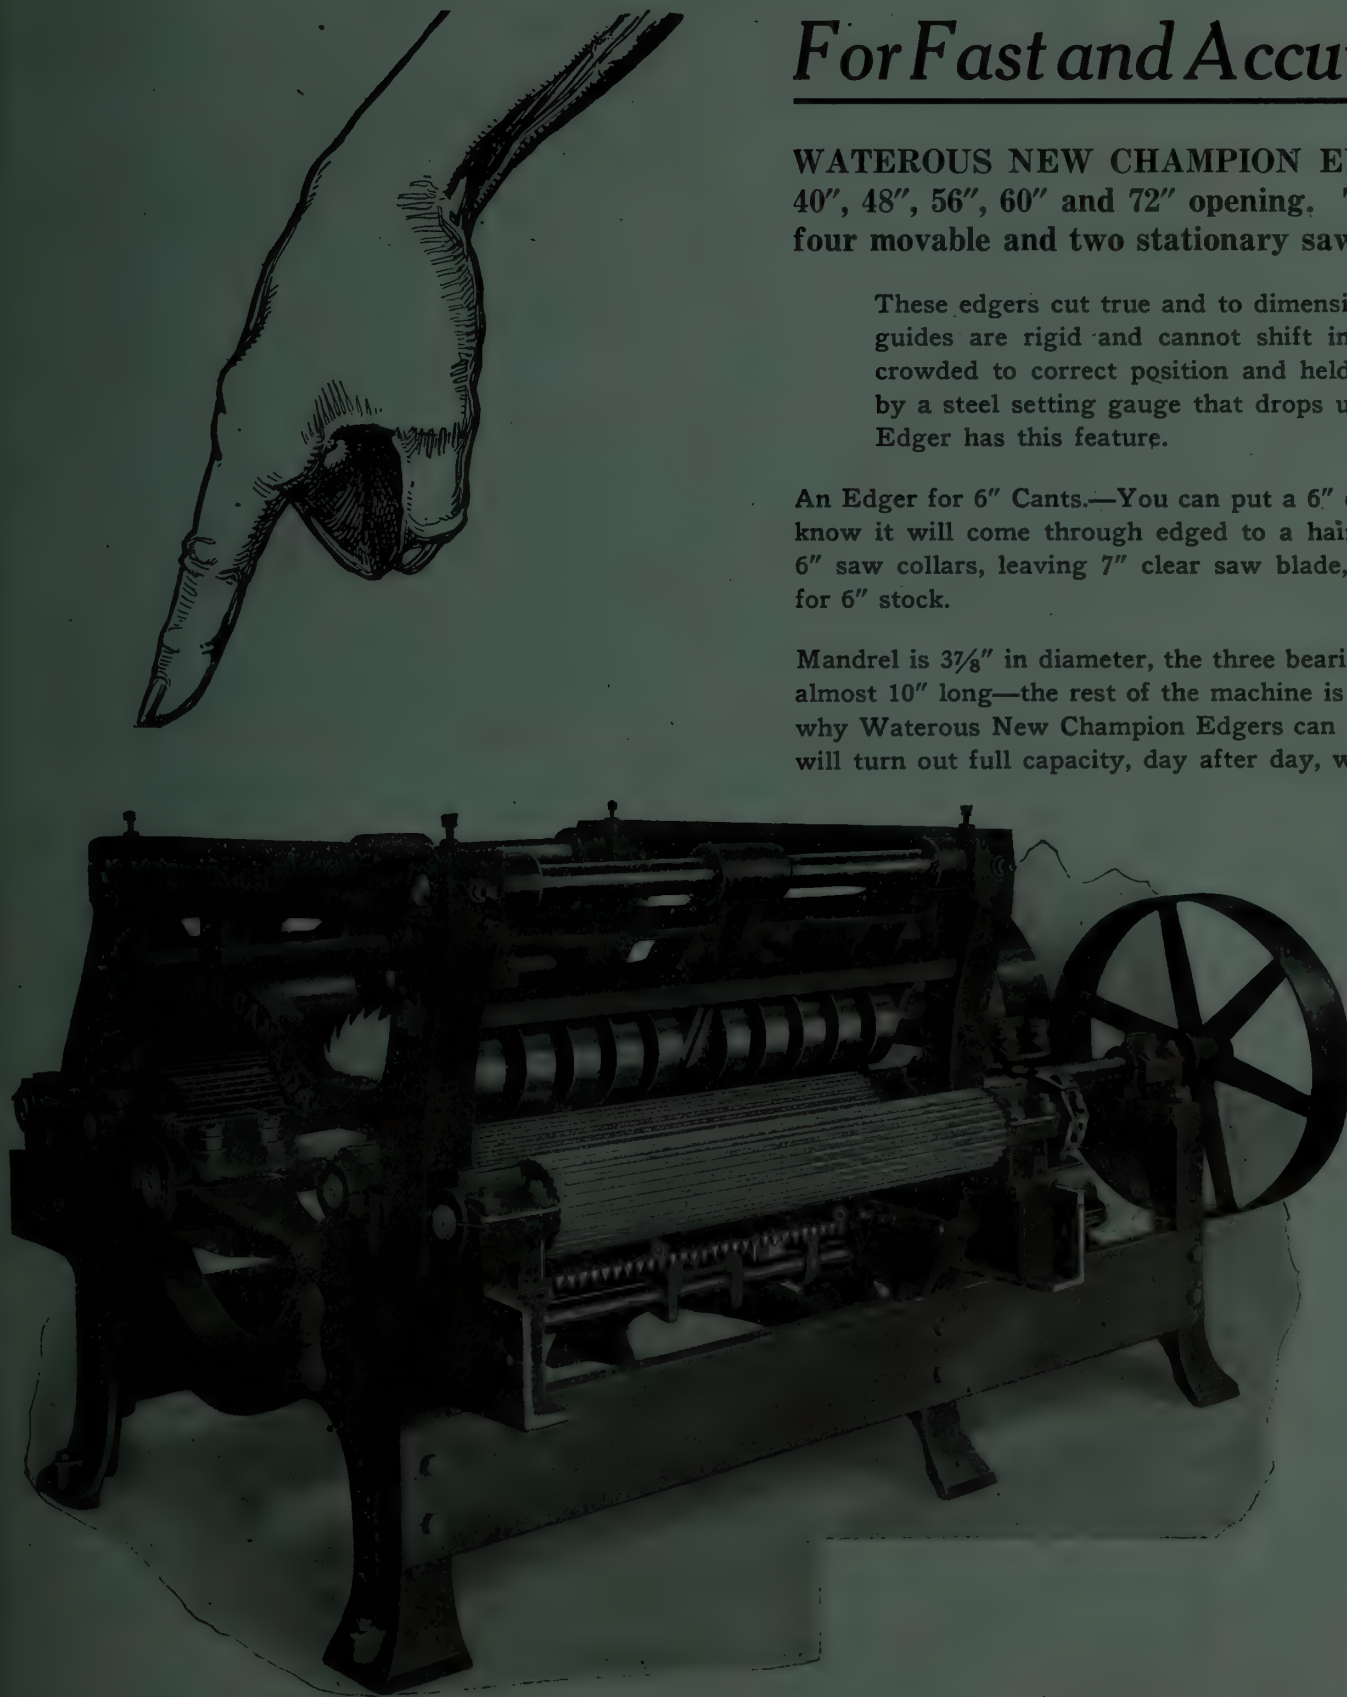 For Fast and Accu
WATEROUS NEW CHAMPION E
40", 48", 56", 60" and 72" opening.
four movable and two stationary saw
These edgers cut true and to dimensi
guides are rigid and cannot shift in
crowded to correct position and held
by a steel setting gauge that drops u
Edger has this feature.
An Edger for 6" Cants.—You can put a 6"
know it will come through edged to a hair
6" saw collars, leaving 7" clear saw blade,
for 6" stock.
Mandrel is 3⅞" in diameter, the three beari
almost 10" long—the rest of the machine is
why Waterous New Champion Edgers can
will turn out full capacity, day after day, w